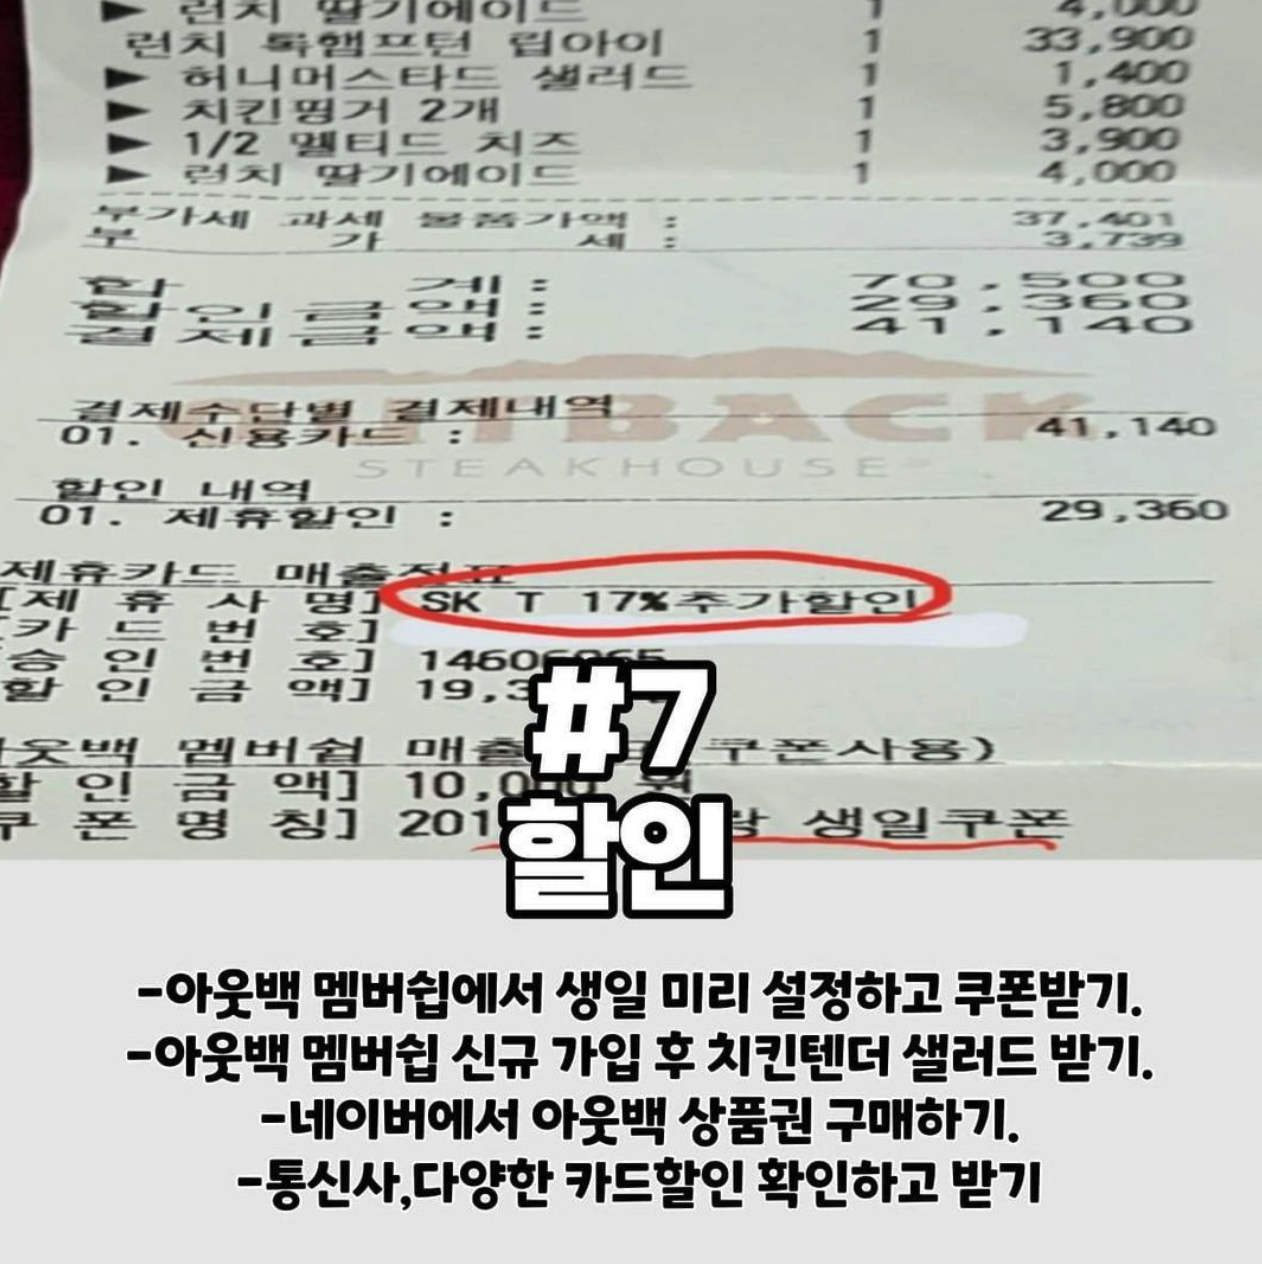 ▶ 런치 딸기에이드 1 4,000
런치 투햄프턴 립아이 1 33,900
▶ 허니머스타드 샐러드 1 1,400
▶ 치킨핑거 2개 1 5,800
▶ 1/2 멜티드 치즈 1 3,900
▶ 런치 딸기에이드 1 4,000
부가세 과세 물품가액 : 37,401
부 가 세 : 3,739
합 계 : 70,500
할인금액 : 29,360
결제금액 : 41,140
OUTBACK
STEAKHOUSE
결제수단별 결제내역
01. 신용카드 : 41,140
할인 내역
01. 제휴할인 : 29,360
제휴카드 매출전표
[제 휴 사 명] SK T 17%추가할인
[카 드 번 호]
승 인 번 호]
할 인 금 액]
아웃백 멤버쉽 매출 쿠폰사용)
할 인 금 액] 10,000 원
쿠 폰 명 칭] 생일쿠폰
#7
할인
-아웃백 멤버쉽에서 생일 미리 설정하고 쿠폰받기.
-아웃백 멤버쉽 신규 가입 후 치킨텐더 샐러드 받기.
-네이버에서 아웃백 상품권 구매하기.
-통신사,다양한 카드할인 확인하고 받기